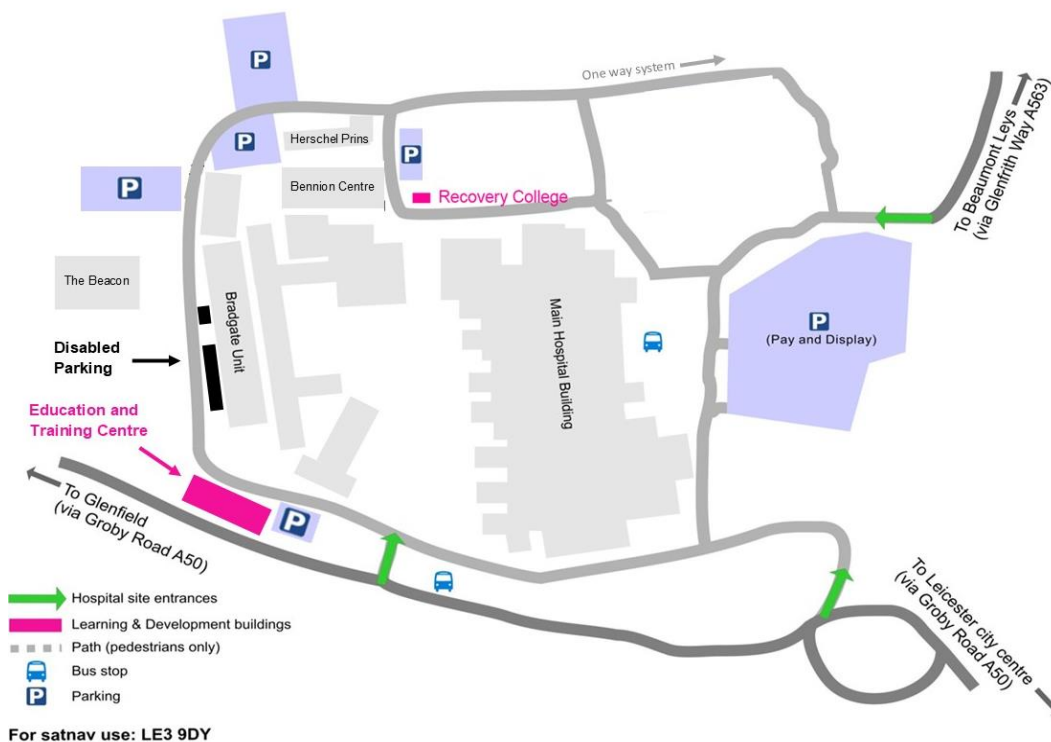 One way system
To Beaumont Leys
(via Glenfrith Way A563)
P
P
P
P
Herschel Prins
Bennion Centre
Recovery College
The Beacon
Bradgate Unit
Main Hospital
Building
P
(Pay and Display)
Disabled
Parking
Education and
Training Centre
P
To Glenfield
(via Groby Road A50)
To Leicester city centre
(via Groby Road A50)
Hospital site entrances
Learning & Development buildings
Path (pedestrians only)
Bus stop
P
Parking
For satnav use: LE3 9DY